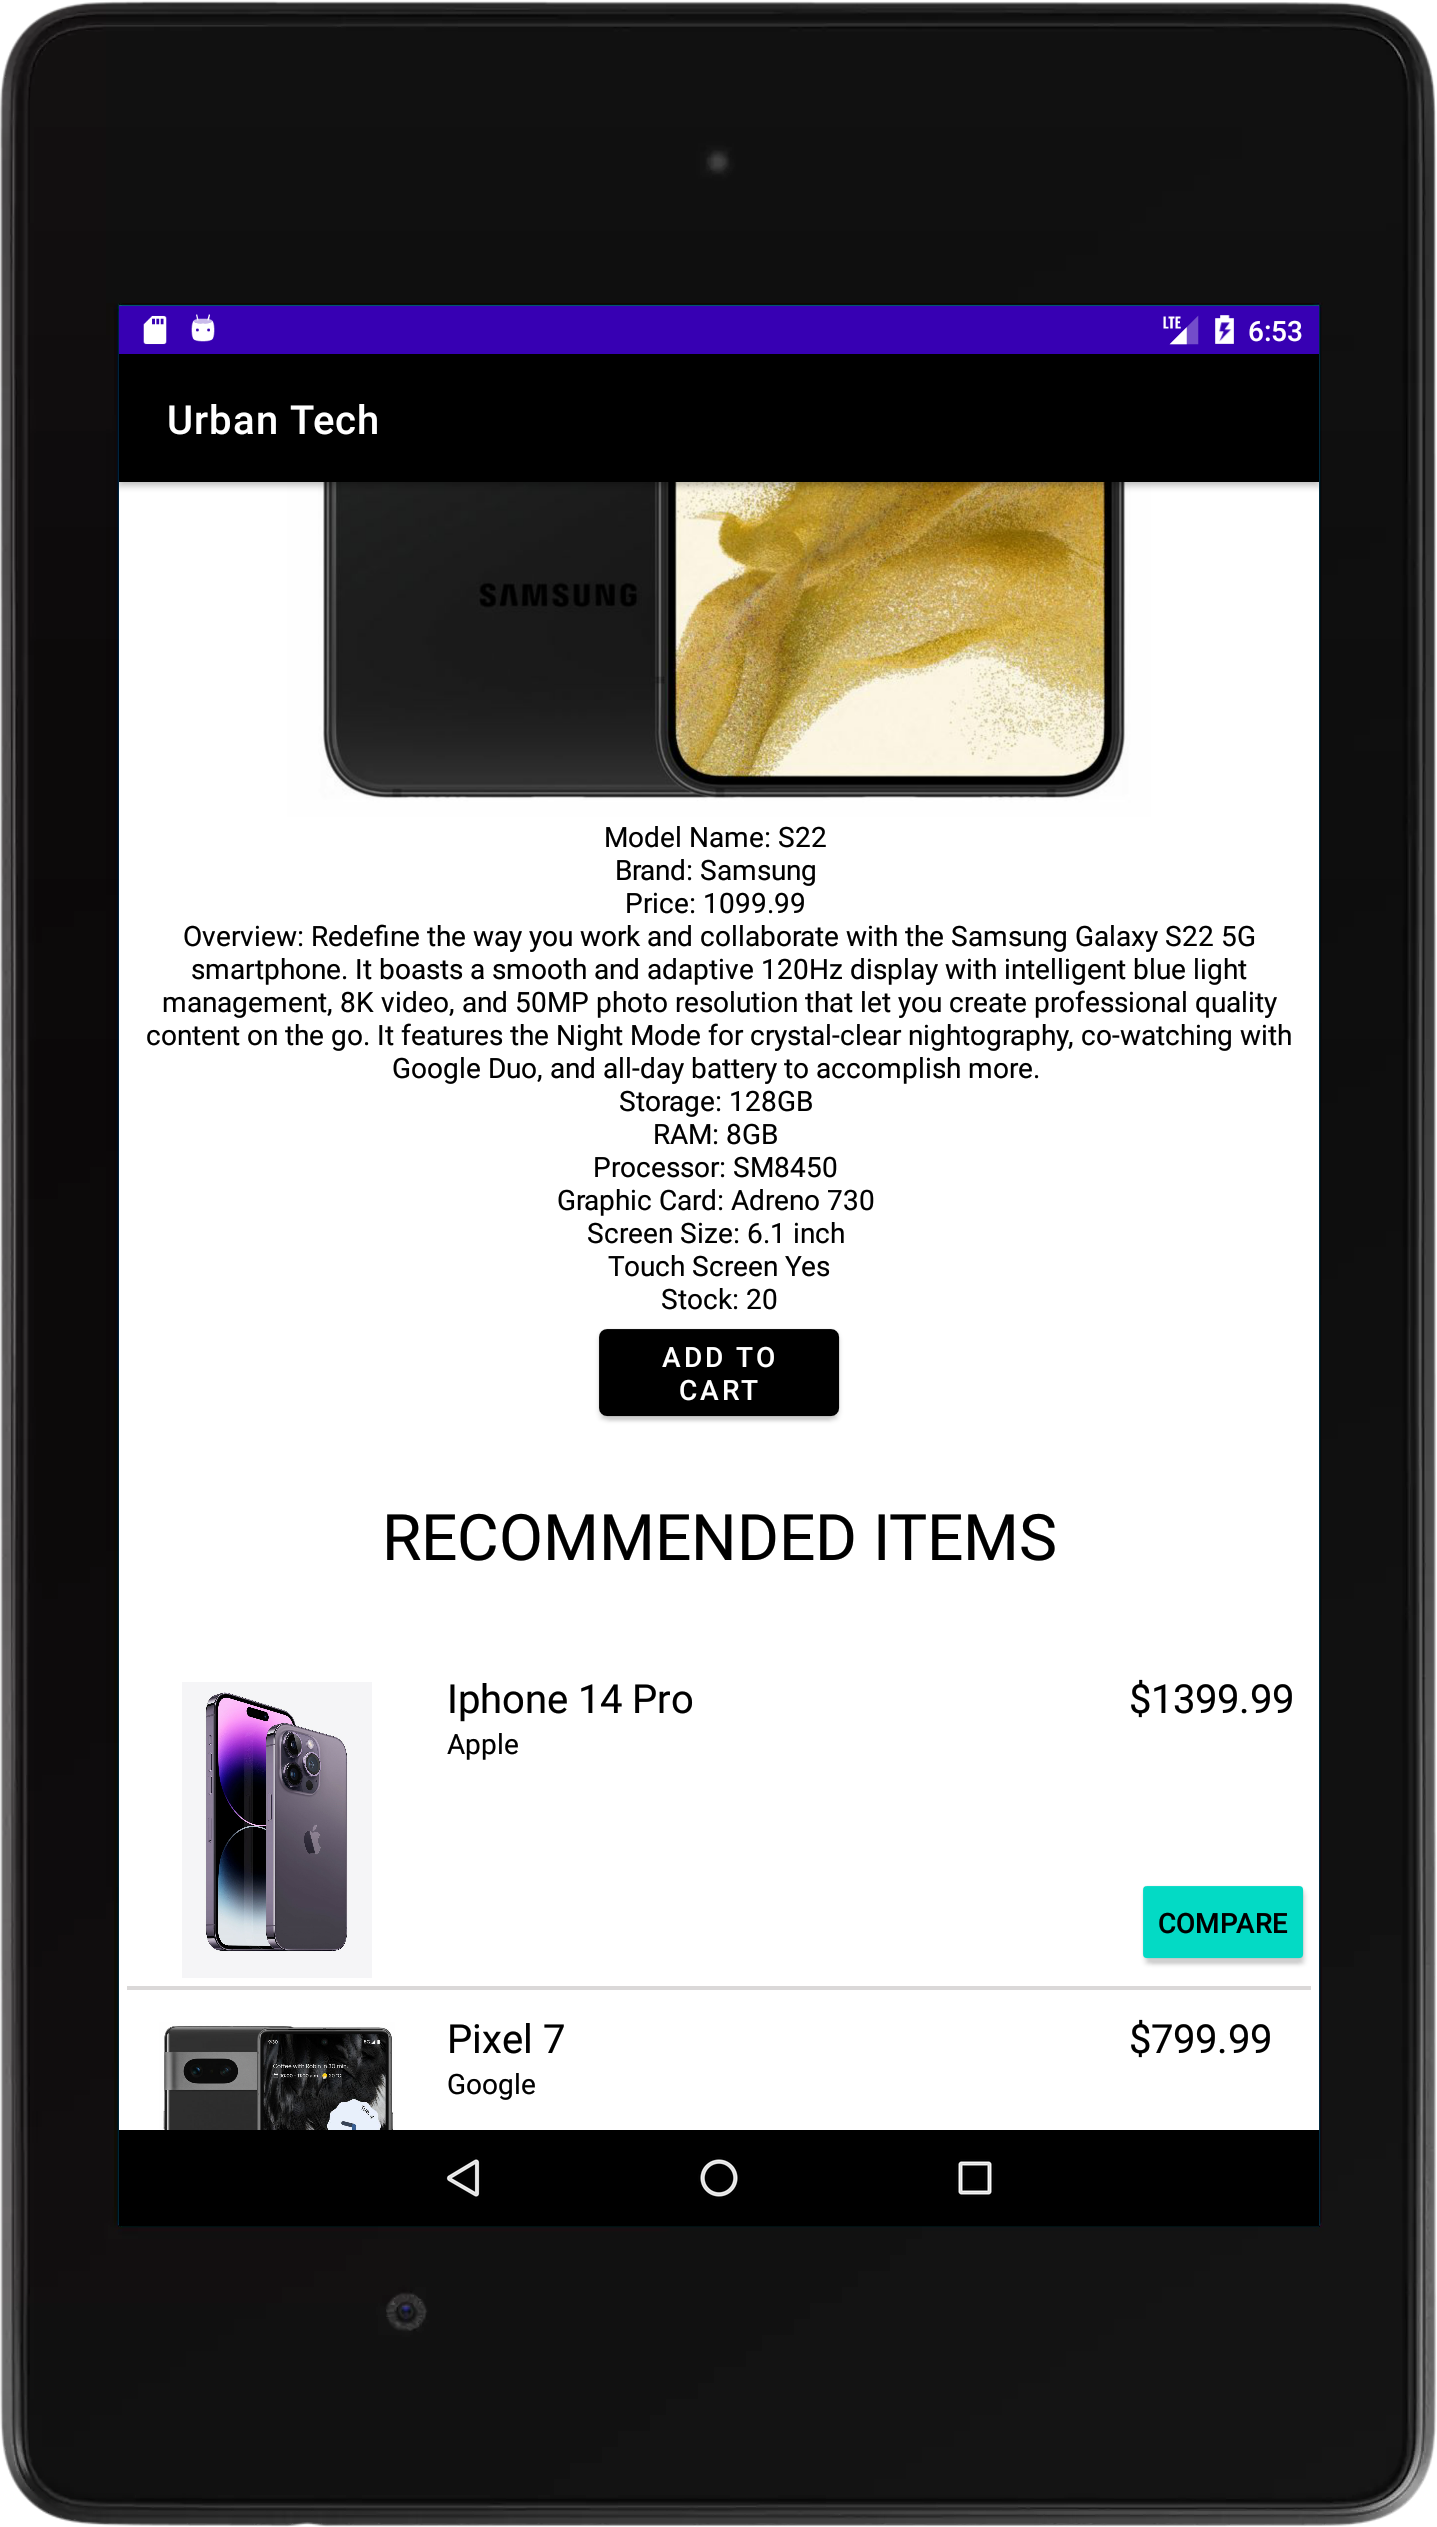 LTE 6:53
Urban Tech
SAMSUNG
Model Name: S22
Brand: Samsung
Price: 1099.99
Overview: Redefine the way you work and collaborate with the Samsung Galaxy S22 5G
smartphone. It boasts a smooth and adaptive 120Hz display with intelligent blue light
management, 8K video, and 50MP photo resolution that let you create professional quality
content on the go. It features the Night Mode for crystal-clear nightography, co-watching with
Google Duo, and all-day battery to accomplish more.
Storage: 128GB
RAM: 8GB
Processor: SM8450
Graphic Card: Adreno 730
Screen Size: 6.1 inch
Touch Screen Yes
Stock: 20
ADD TO
CART
RECOMMENDED ITEMS
Iphone 14 Pro
$1399.99
Apple
COMPARE
Pixel 7
$799.99
Google
Coffee with Robin in 30 min